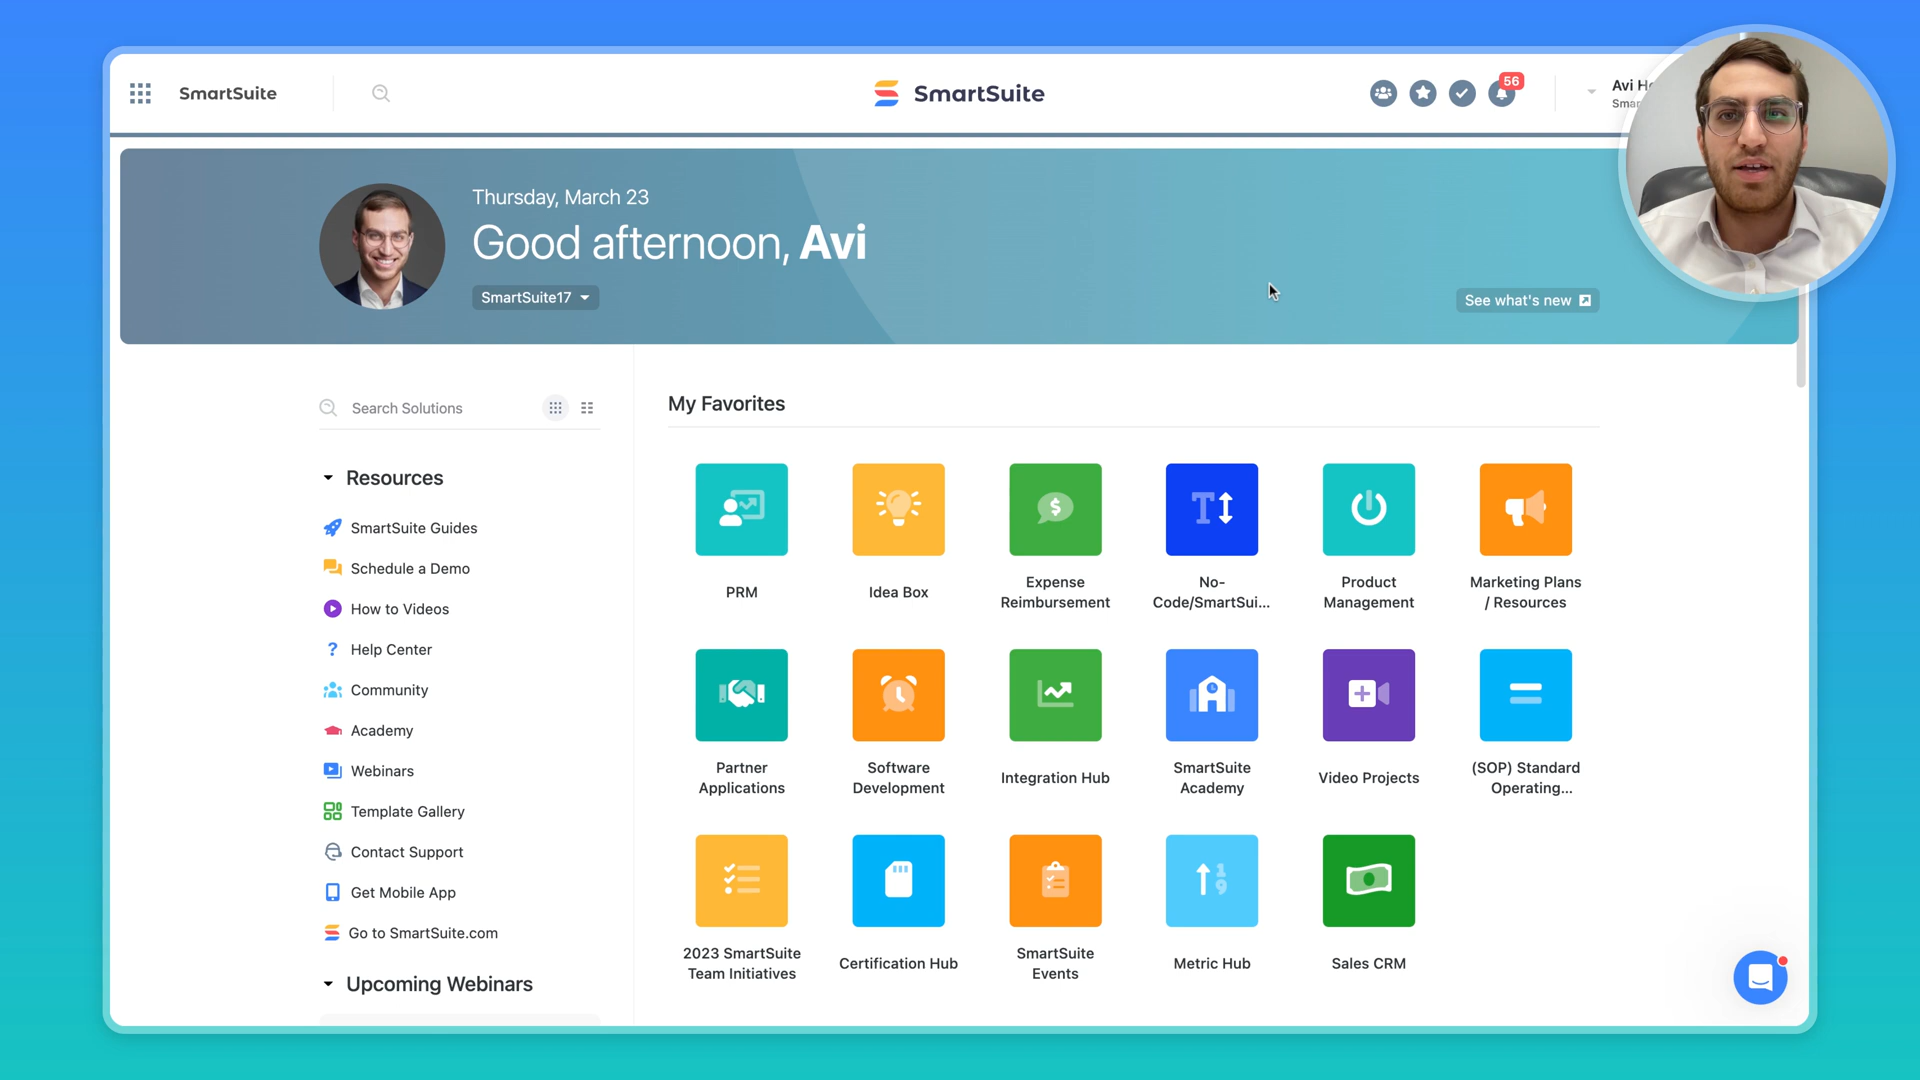 SmartSuite
SmartSuite
56
Avi
Thursday, March 23
Good afternoon, Avi
SmartSuite17
See what's new
Search Solutions
My Favorites
Resources
SmartSuite Guides
Schedule a Demo
How to Videos
Help Center
Community
Academy
Webinars
Template Gallery
Contact Support
Get Mobile App
Go to SmartSuite.com
Upcoming Webinars
PRM
Idea Box
Expense
Reimbursement
No-
Code/SmartSui...
Product
Management
Marketing Plans
/ Resources
Partner
Applications
Software
Development
Integration Hub
SmartSuite
Academy
Video Projects
(SOP) Standard
Operating...
2023 SmartSuite
Team Initiatives
Certification Hub
SmartSuite
Events
Metric Hub
Sales CRM